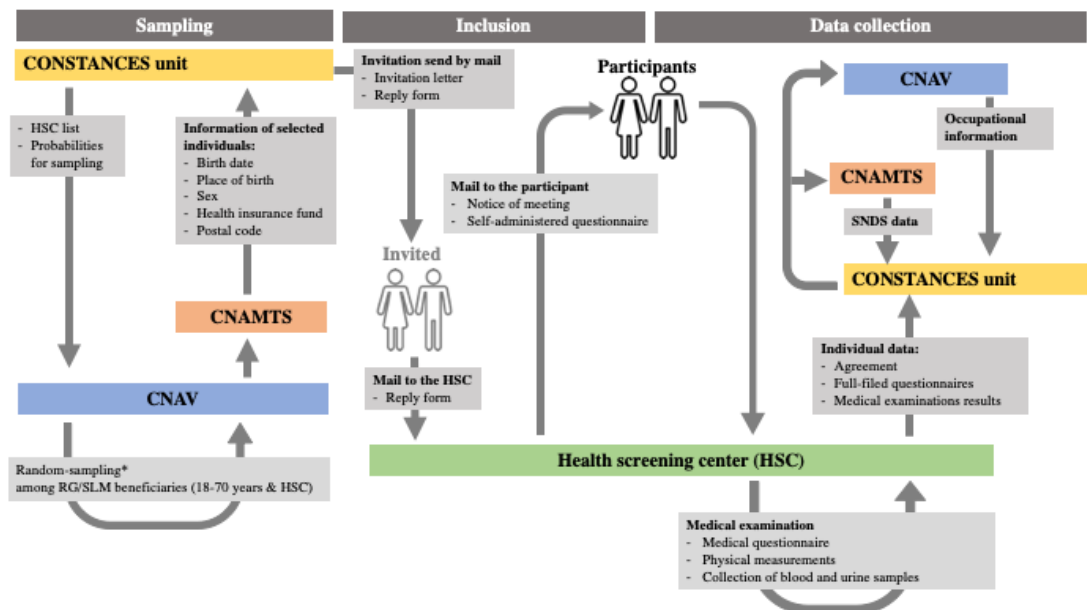 Sampling
Inclusion
Data collection
CONSTANCES unit
- HSC list
- Probabilities
for sampling
Information of selected
individuals:
- Birth date
- Place of birth
- Sex
- Health insurance fund
- Postal code
CNAMTS
CNAV
Random-sampling*
among RG/SLM beneficiaries (18-70 years & HSC)
Invitation send by mail
- Invitation letter
- Reply form
Invited
Mail to the HSC
- Reply form
Mail to the participant
- Notice of meeting
- Self-administered questionnaire
Participants
Health screening center (HSC)
Medical examination
- Medical questionnaire
- Physical measurements
- Collection of blood and urine samples
Individual data:
- Agreement
- Full-filed questionnaires
- Medical examinations results
CNAV
Occupational
information
CNAMTS
SNDS data
CONSTANCES unit